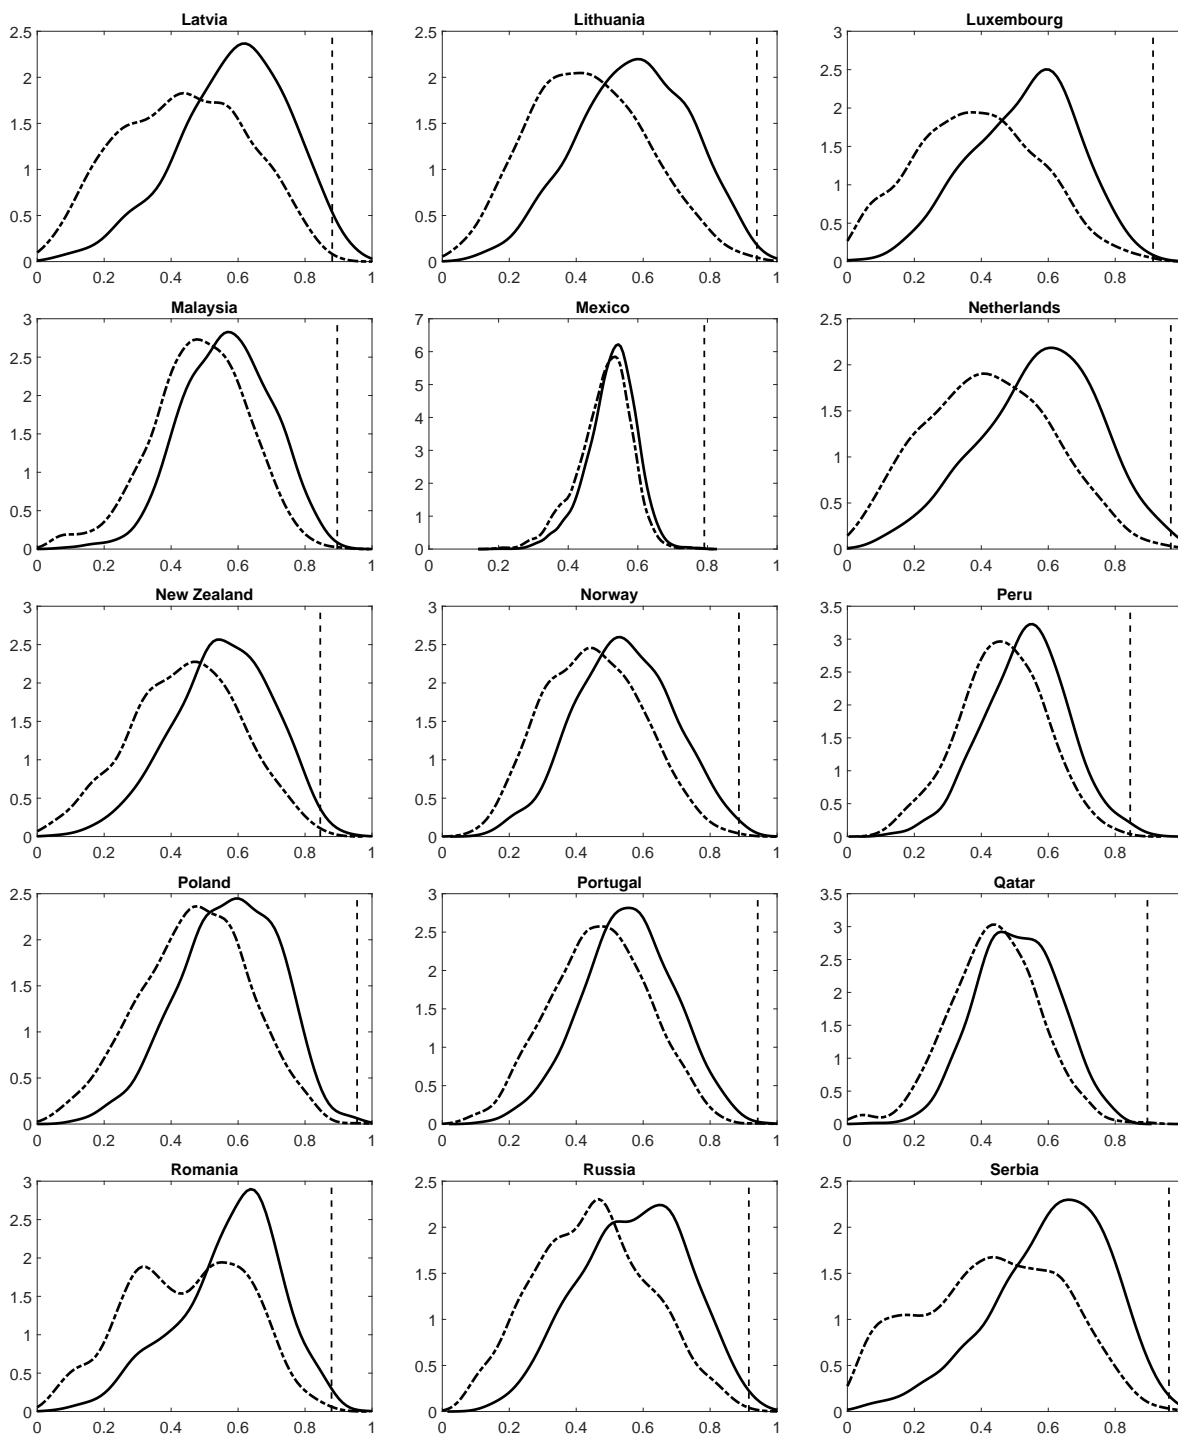 Latvia Lithuania Luxembourg
2.5 2.5 3
2.5
2 2
2
1.5 1.5
1.5
1 1
1
0.5 0.5
0.5
0 0 0
0 0.2 0.4 0.6 0.8 1 0 0.2 0.4 0.6 0.8 1 0 0.2 0.4 0.6 0.8
Malaysia Mexico Netherlands
3 7 2.5
6
2.5
2
5
2
4 1.5
1.5
3
1
1
2
0.5
0.5
1
0 0 0
0 0.2 0.4 0.6 0.8 1 0 0.2 0.4 0.6 0.8 1 0 0.2 0.4 0.6 0.8
New Zealand Norway Peru
3 3 3.5
3
2.5 2.5
2.5
2 2
2
1.5 1.5
1.5
1 1
1
0.5 0.5 0.5
0 0 0
0 0.2 0.4 0.6 0.8 1 0 0.2 0.4 0.6 0.8 1 0 0.2 0.4 0.6 0.8
Poland Portugal Qatar
2.5 3 3.5
3
2.5
2
2.5
2
1.5
2
1.5
1.5
1
1
1
0.5
0.5 0.5
0 0 0
0 0.2 0.4 0.6 0.8 1 0 0.2 0.4 0.6 0.8 1 0 0.2 0.4 0.6 0.8
Romania Russia Serbia
3 2.5 2.5
2.5
2 2
2
1.5 1.5
1.5
1 1
1
0.5 0.5
0.5
0 0 0
0 0.2 0.4 0.6 0.8 1 0 0.2 0.4 0.6 0.8 1 0 0.2 0.4 0.6 0.8